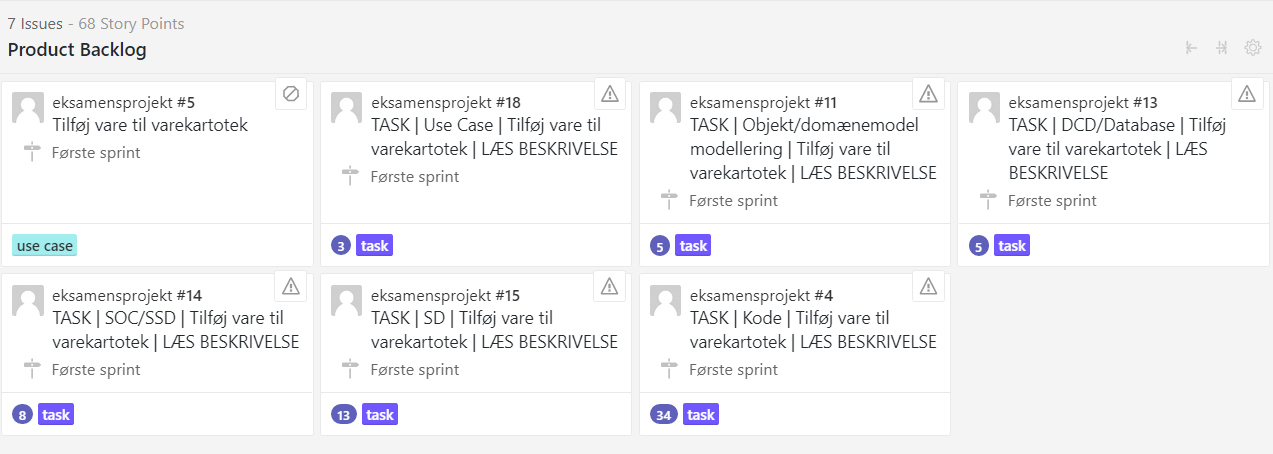 7 Issues - 68 Story Points
Product Backlog
eksamensprojekt #5
Tilføj vare til varekartotek
Første sprint
use case
eksamensprojekt #18
TASK | Use Case | Tilføj vare til
varekartotek | LÆS BESKRIVELSE
Første sprint
3 task
eksamensprojekt #11
TASK | Objekt/domænemodel
modellering | Tilføj vare til
varekartotek | LÆS BESKRIVELSE
Første sprint
5 task
eksamensprojekt #13
TASK | DCD/Database | Tilføj
vare til varekartotek | LÆS
BESKRIVELSE
Første sprint
5 task
eksamensprojekt #14
TASK | SOC/SSD | Tilføj vare til
varekartotek | LÆS BESKRIVELSE
Første sprint
8 task
eksamensprojekt #15
TASK | SD | Tilføj vare til
varekartotek | LÆS BESKRIVELSE
Første sprint
13 task
eksamensprojekt #4
TASK | Kode | Tilføj vare til
varekartotek | LÆS BESKRIVELSE
Første sprint
34 task